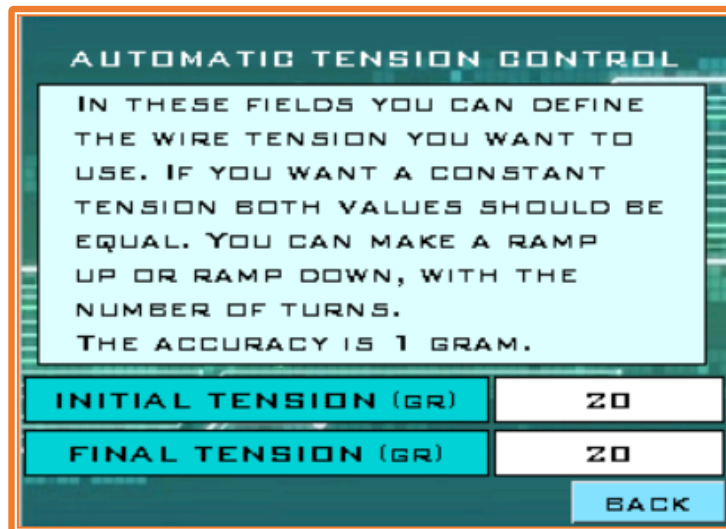 AUTOMATIC TENSION CONTROL
IN THESE FIELDS YOU CAN DEFINE
THE WIRE TENSION YOU WANT TO
USE. IF YOU WANT A CONSTANT
TENSION BOTH VALUES SHOULD BE
EQUAL. YOU CAN MAKE A RAMP
UP OR RAMP DOWN, WITH THE
NUMBER OF TURNS.
THE ACCURACY IS 1 GRAM.
INITIAL TENSION (GR) 20
FINAL TENSION (GR) 20
BACK